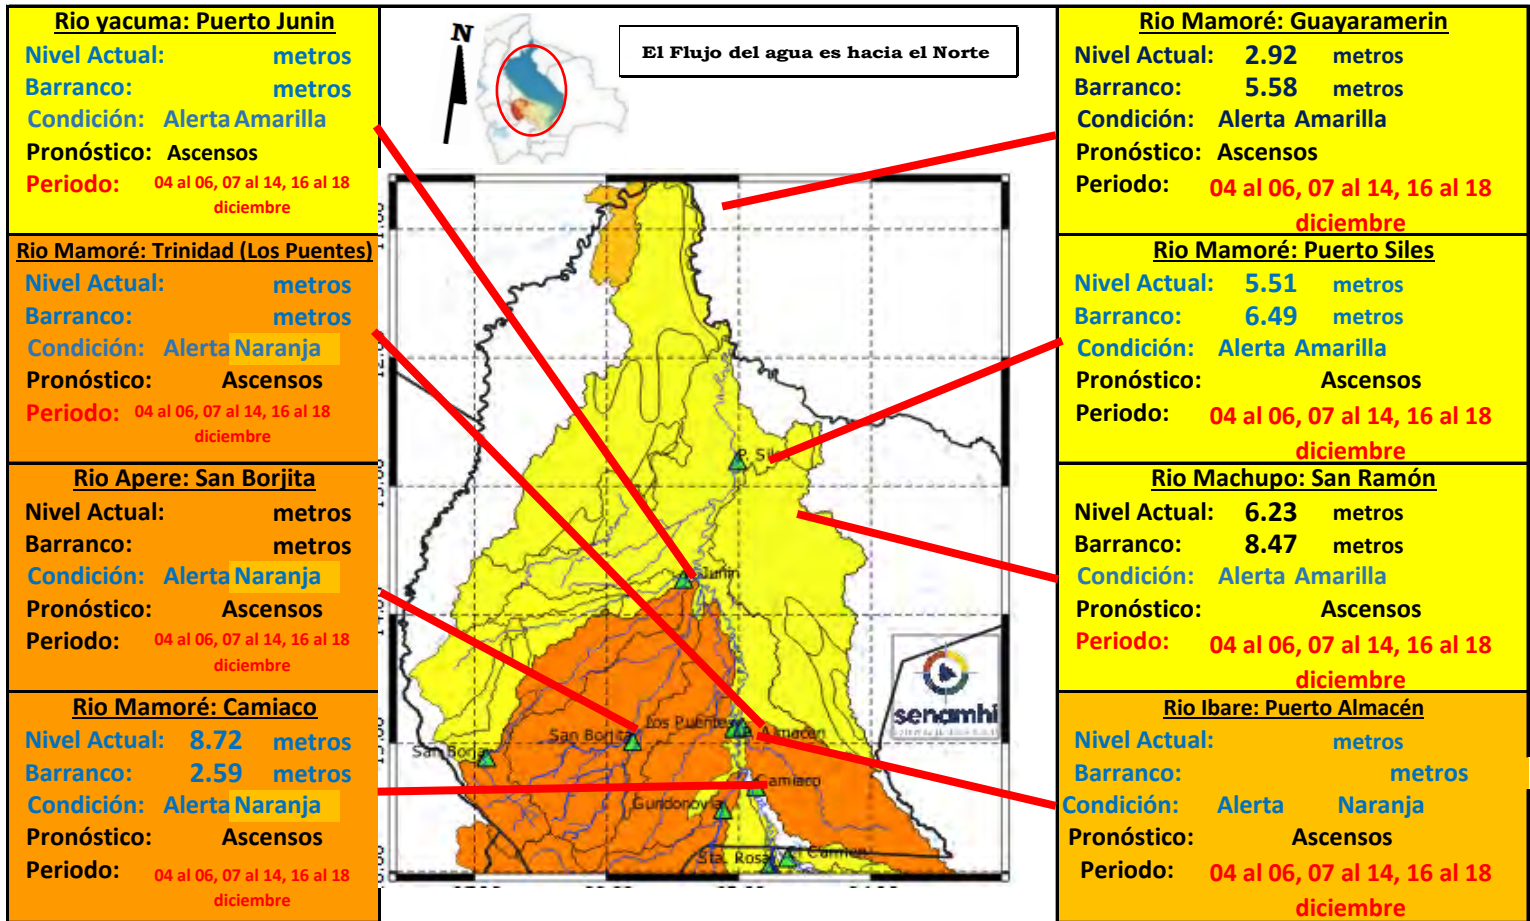 Rio yacuma: Puerto Junin
Nivel Actual: metros
Barranco: metros
Condición: Alerta Amarilla
Pronóstico: Ascensos
Periodo: 04 al 06, 07 al 14, 16 al 18
diciembre
Rio Mamoré: Trinidad (Los Puentes)
Nivel Actual: metros
Barranco: metros
Condición: Alerta Naranja
Pronóstico: Ascensos
Periodo: 04 al 06, 07 al 14, 16 al 18
diciembre
Rio Apere: San Borjita
Nivel Actual: metros
Barranco: metros
Condición: Alerta Naranja
Pronóstico: Ascensos
Periodo: 04 al 06, 07 al 14, 16 al 18
diciembre
Rio Mamoré: Camiaco
Nivel Actual: 8.72 metros
Barranco: 2.59 metros
Condición: Alerta Naranja
Pronóstico: Ascensos
Periodo: 04 al 06, 07 al 14, 16 al 18
diciembre
N
El Flujo del agua es hacia el Norte
P. Siles
Junin
Los Puentes
San Borjita
P. Almacen
San Borja
Camiaco
Gundonovia
Sta. Rosa
El Carmen
senamhi
Rio Mamoré: Guayaramerin
Nivel Actual: 2.92 metros
Barranco: 5.58 metros
Condición: Alerta Amarilla
Pronóstico: Ascensos
Periodo: 04 al 06, 07 al 14, 16 al 18
diciembre
Rio Mamoré: Puerto Siles
Nivel Actual: 5.51 metros
Barranco: 6.49 metros
Condición: Alerta Amarilla
Pronóstico: Ascensos
Periodo: 04 al 06, 07 al 14, 16 al 18
diciembre
Rio Machupo: San Ramón
Nivel Actual: 6.23 metros
Barranco: 8.47 metros
Condición: Alerta Amarilla
Pronóstico: Ascensos
Periodo: 04 al 06, 07 al 14, 16 al 18
diciembre
Rio Ibare: Puerto Almacén
Nivel Actual: metros
Barranco: metros
Condición: Alerta Naranja
Pronóstico: Ascensos
Periodo: 04 al 06, 07 al 14, 16 al 18
diciembre